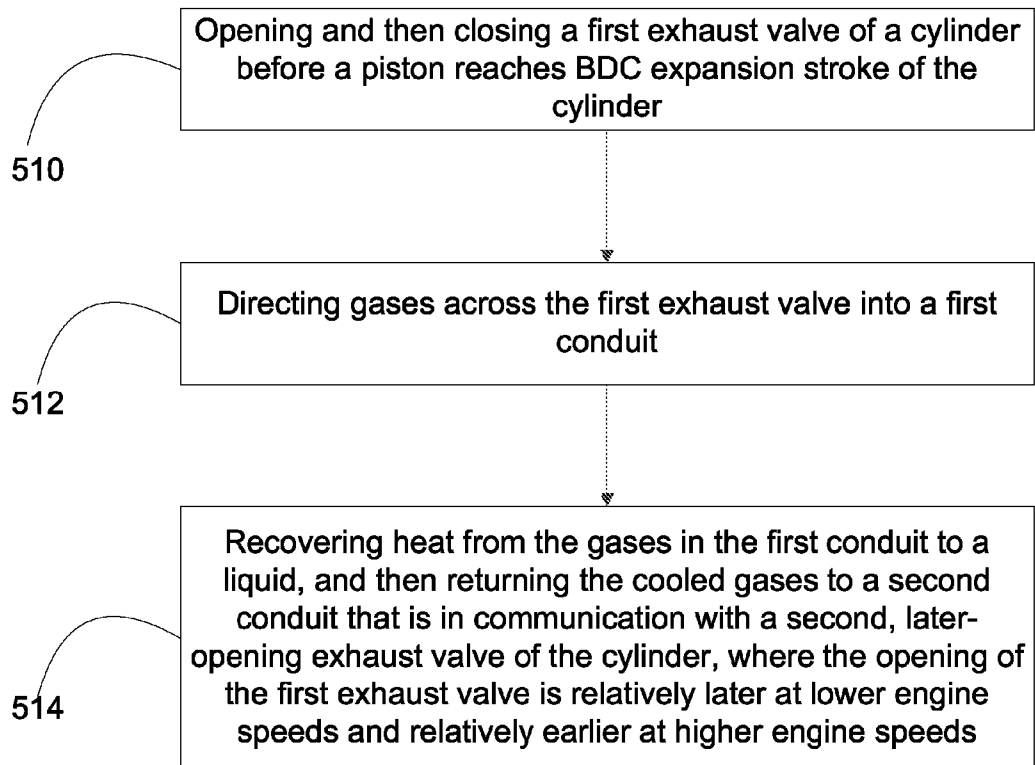 Opening and then closing a first exhaust valve of a cylinder
before a piston reaches BDC expansion stroke of the
cylinder
510
Directing gases across the first exhaust valve into a first
conduit
512
Recovering heat from the gases in the first conduit to a
liquid, and then returning the cooled gases to a second
conduit that is in communication with a second, later-
opening exhaust valve of the cylinder, where the opening of
the first exhaust valve is relatively later at lower engine
speeds and relatively earlier at higher engine speeds
514